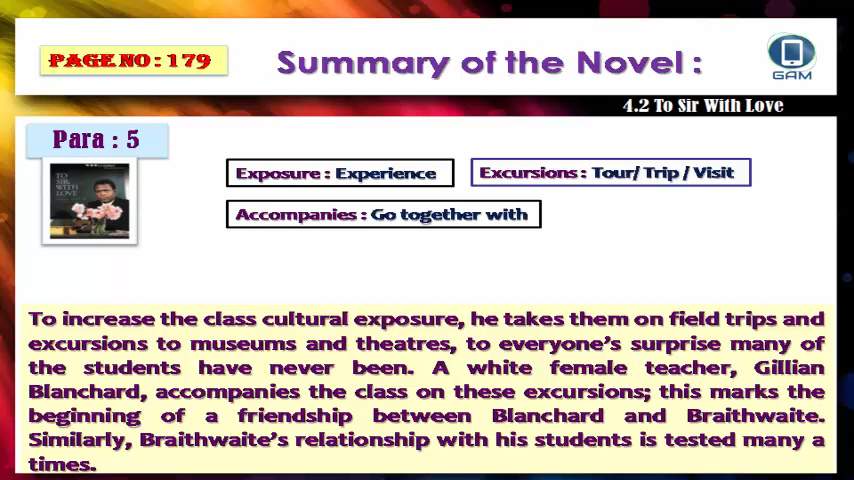 PAGE NO : 179
Summary of the Novel :
GAM
4.2 To Sir With Love
Para : 5
TO
SIR,
WITH
LOVE
Exposure : Experience
Excursions : Tour/ Trip / Visit
Accompanies : Go together with
To increase the class cultural exposure, he takes them on field trips and
excursions to museums and theatres, to everyone's surprise many of
the students have never been. A white female teacher, Gillian
Blanchard, accompanies the class on these excursions; this marks the
beginning of a friendship between Blanchard and Braithwaite.
Similarly, Braithwaite's relationship with his students is tested many a
times.